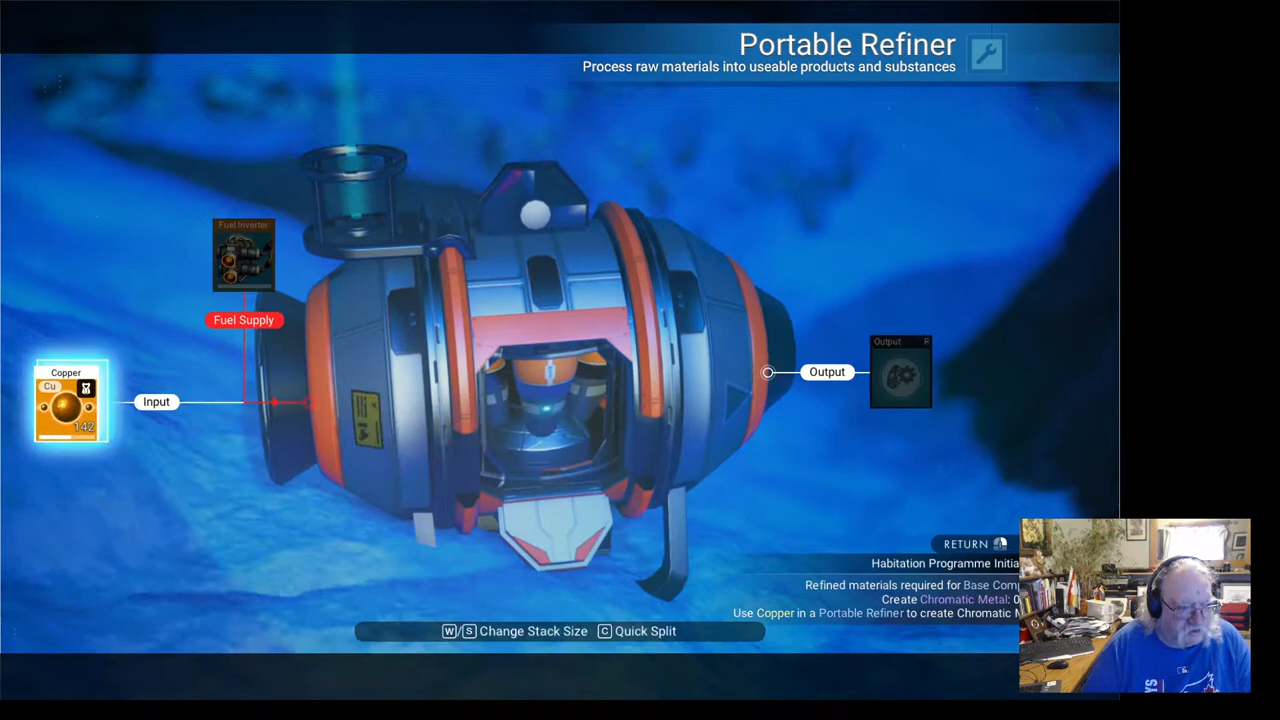 Portable Refiner
Process raw materials into useable products and substances
Fuel Inverter
Fuel Supply
Copper
Cu
142
Input
Output R
Output
RETURN
Habitation Programme Initia
Refined materials required for Base Comp
Create Chromatic Metal: 0
Use Copper in a Portable Refiner to create Chromatic M
W/S Change Stack Size C Quick Split
YS